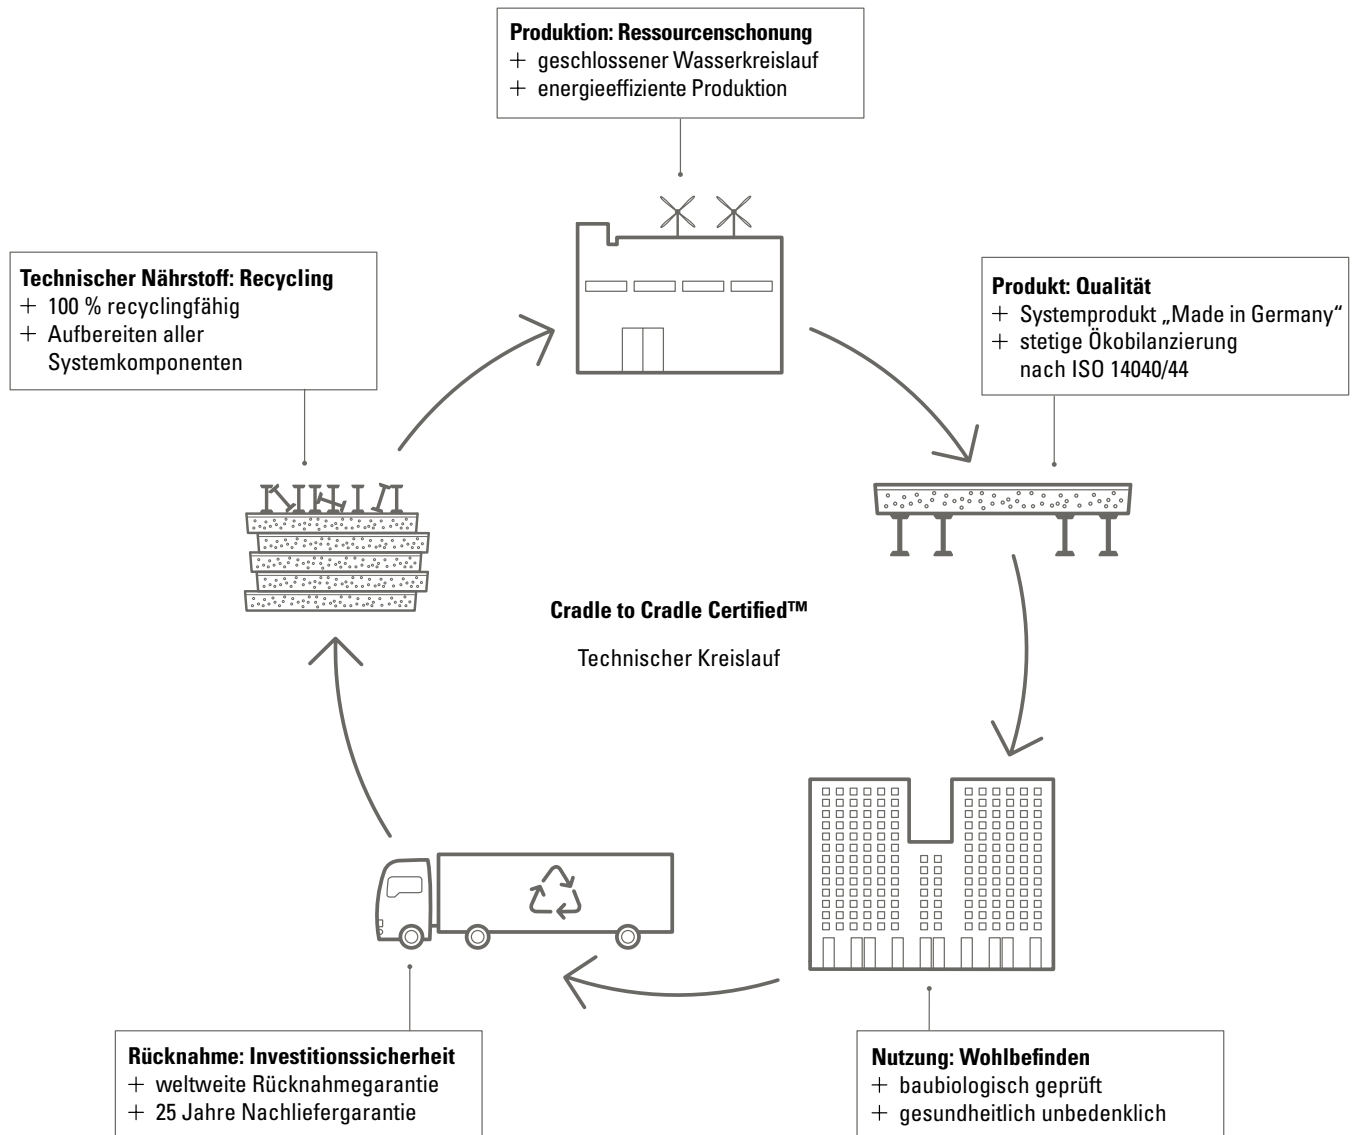 Produktion: Ressourcenschonung
+ geschlossener Wasserkreislauf
+ energieeffiziente Produktion
Technischer Nährstoff: Recycling
+ 100 % recyclingfähig
+ Aufbereiten aller
Systemkomponenten
Produkt: Qualität
+ Systemprodukt „Made in Germany“
+ stetige Ökobilanzierung
nach ISO 14040/44
Cradle to Cradle Certified™
Technischer Kreislauf
Rücknahme: Investitionssicherheit
+ weltweite Rücknahmegarantie
+ 25 Jahre Nachliefergarantie
Nutzung: Wohlbefinden
+ baubiologisch geprüft
+ gesundheitlich unbedenklich